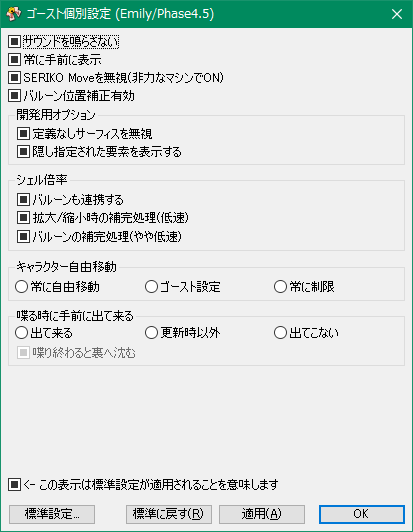 ゴースト個別設定 (Emily/Phase4.5)
サウンドを鳴らさない
常に手前に表示
SERIKO Moveを無視(非力なマシンでON)
バルーン位置補正有効
開発用オプション
定義なしサーフィスを無視
隠し指定された要素を表示する
シェル倍率
バルーンも連携する
拡大/縮小時の補完処理(低速)
バルーンの補完処理(やや低速)
キャラクター自由移動
常に自由移動 ゴースト設定 常に制限
喋る時に手前に出て来る
出て来る 更新時以外 出てこない
喋り終わると裏へ沈む
<- この表示は標準設定が適用されることを意味します
標準設定... 標準に戻す(R) 適用(A) OK